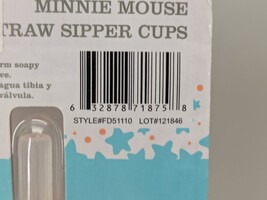 MINNIE MOUSE
STRAW SIPPER CUPS
rm soapy
ve.
agua tibia y
válvula.
6 32878 71875 8
STYLE#FD51110 LOT#121846